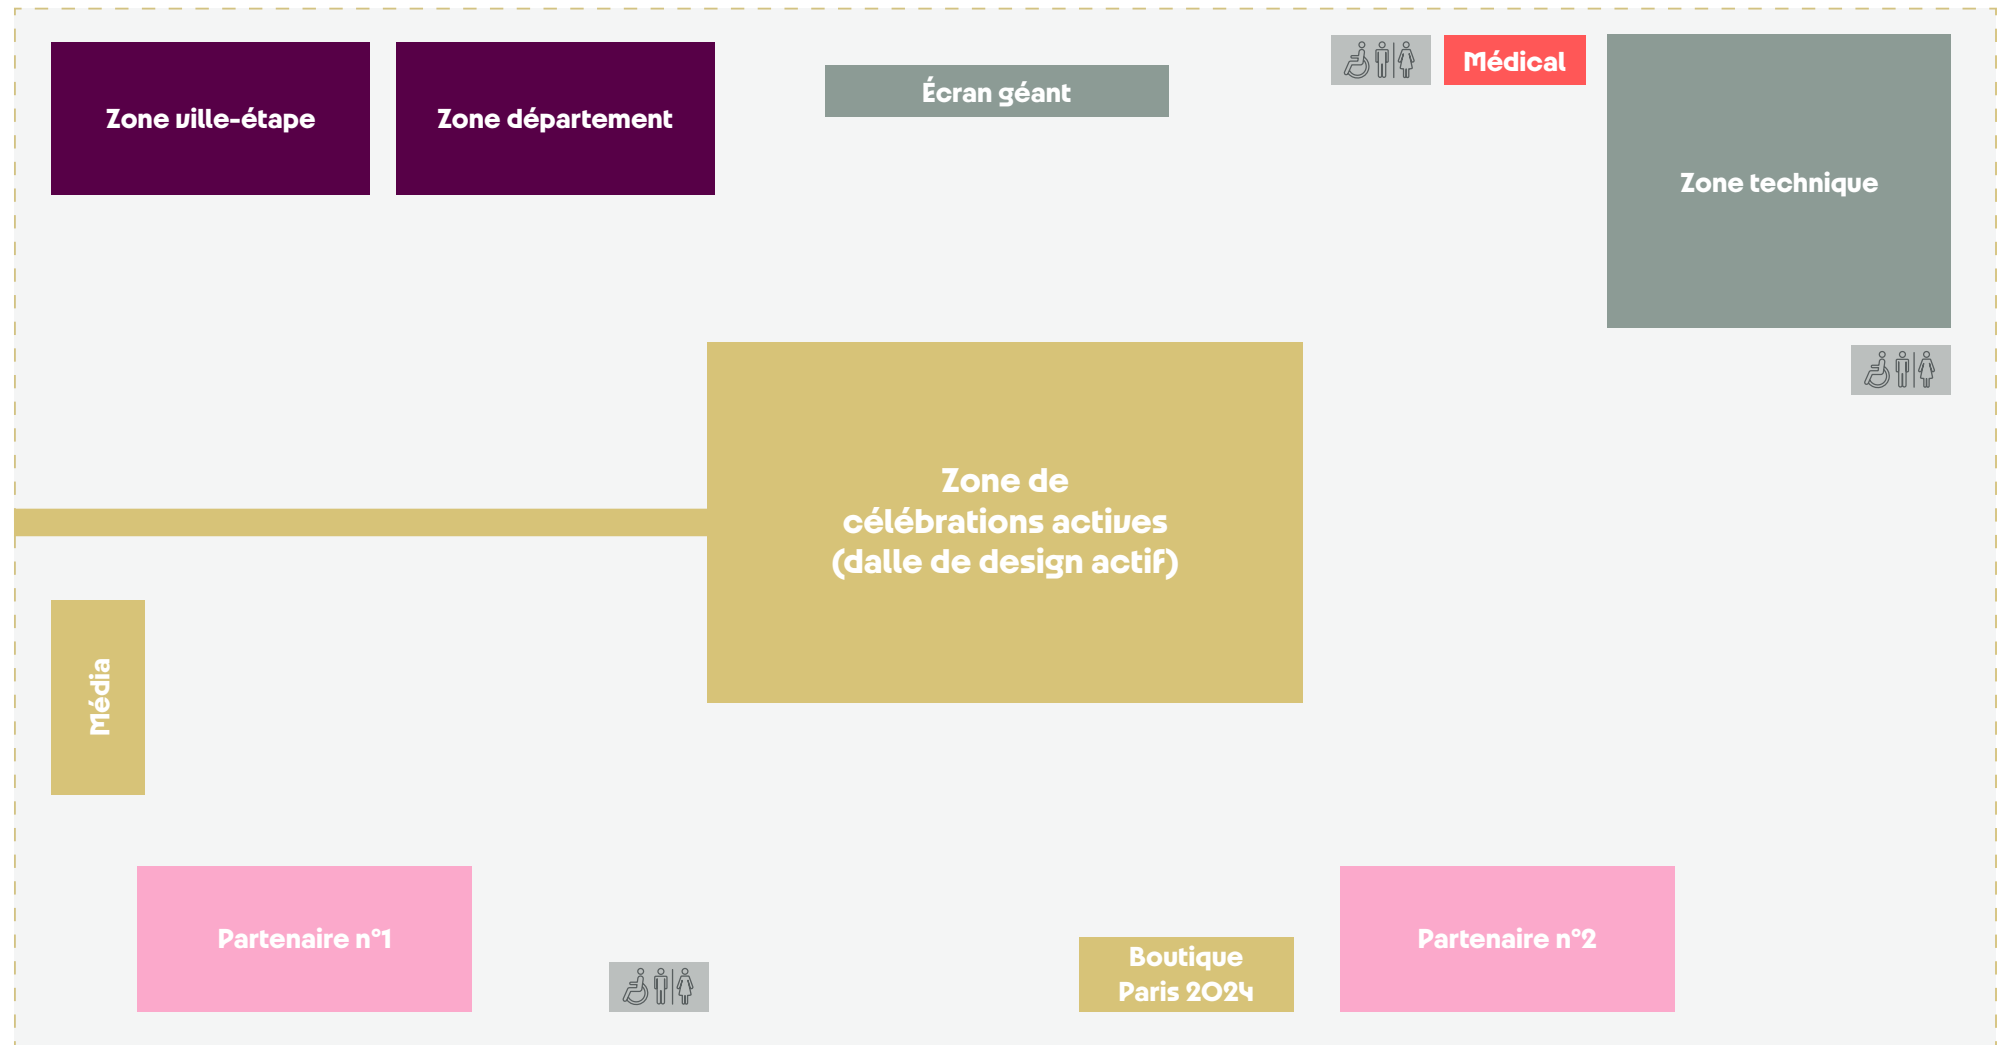 Zone ville-étape
Zone département
Écran géant
Médical
Zone technique
Zone de
célébrations actives
(dalle de design actif)
Média
Partenaire n°1
Boutique
Paris 2024
Partenaire n°2